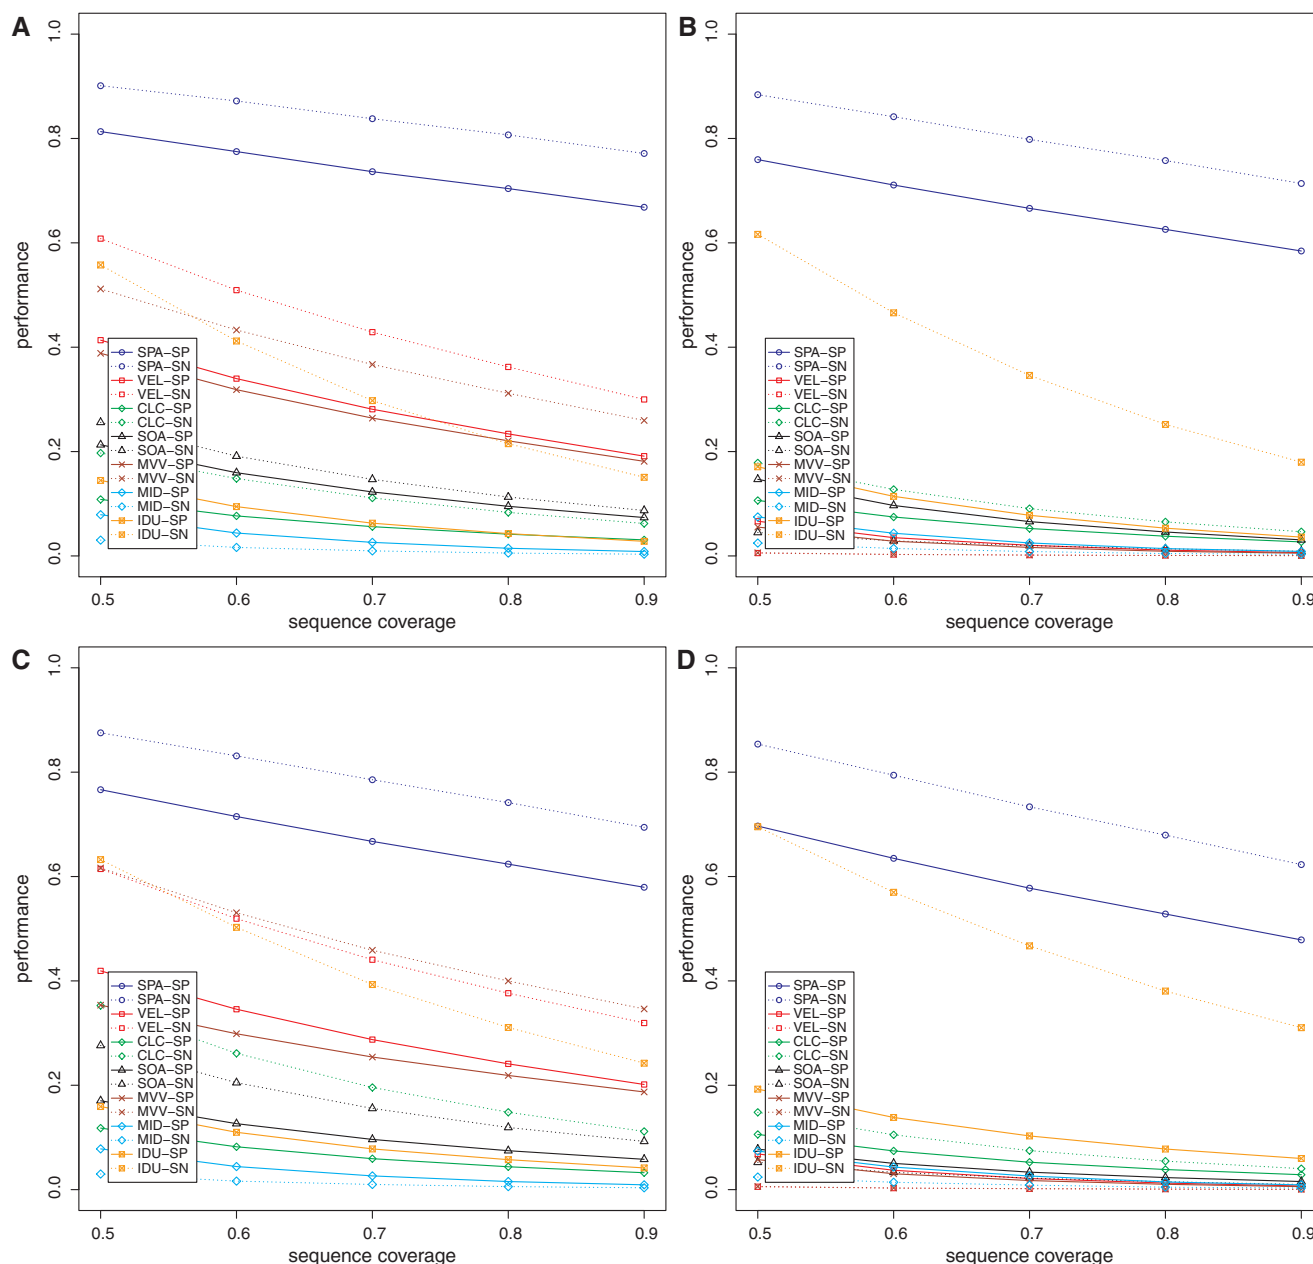 A
performance
0.0 0.2 0.4 0.6 0.8 1.0
SPA–SP
SPA–SN
VEL–SP
VEL–SN
CLC–SP
CLC–SN
SOA–SP
SOA–SN
MVV–SP
MVV–SN
MID–SP
MID–SN
IDU–SP
IDU–SN
0.5 0.6 0.7 0.8 0.9
sequence coverage
B
performance
0.0 0.2 0.4 0.6 0.8 1.0
SPA–SP
SPA–SN
VEL–SP
VEL–SN
CLC–SP
CLC–SN
SOA–SP
SOA–SN
MVV–SP
MVV–SN
MID–SP
MID–SN
IDU–SP
IDU–SN
0.5 0.6 0.7 0.8 0.9
sequence coverage
C
performance
0.0 0.2 0.4 0.6 0.8 1.0
SPA–SP
SPA–SN
VEL–SP
VEL–SN
CLC–SP
CLC–SN
SOA–SP
SOA–SN
MVV–SP
MVV–SN
MID–SP
MID–SN
IDU–SP
IDU–SN
0.5 0.6 0.7 0.8 0.9
sequence coverage
D
performance
0.0 0.2 0.4 0.6 0.8 1.0
SPA–SP
SPA–SN
VEL–SP
VEL–SN
CLC–SP
CLC–SN
SOA–SP
SOA–SN
MVV–SP
MVV–SN
MID–SP
MID–SN
IDU–SP
IDU–SN
0.5 0.6 0.7 0.8 0.9
sequence coverage